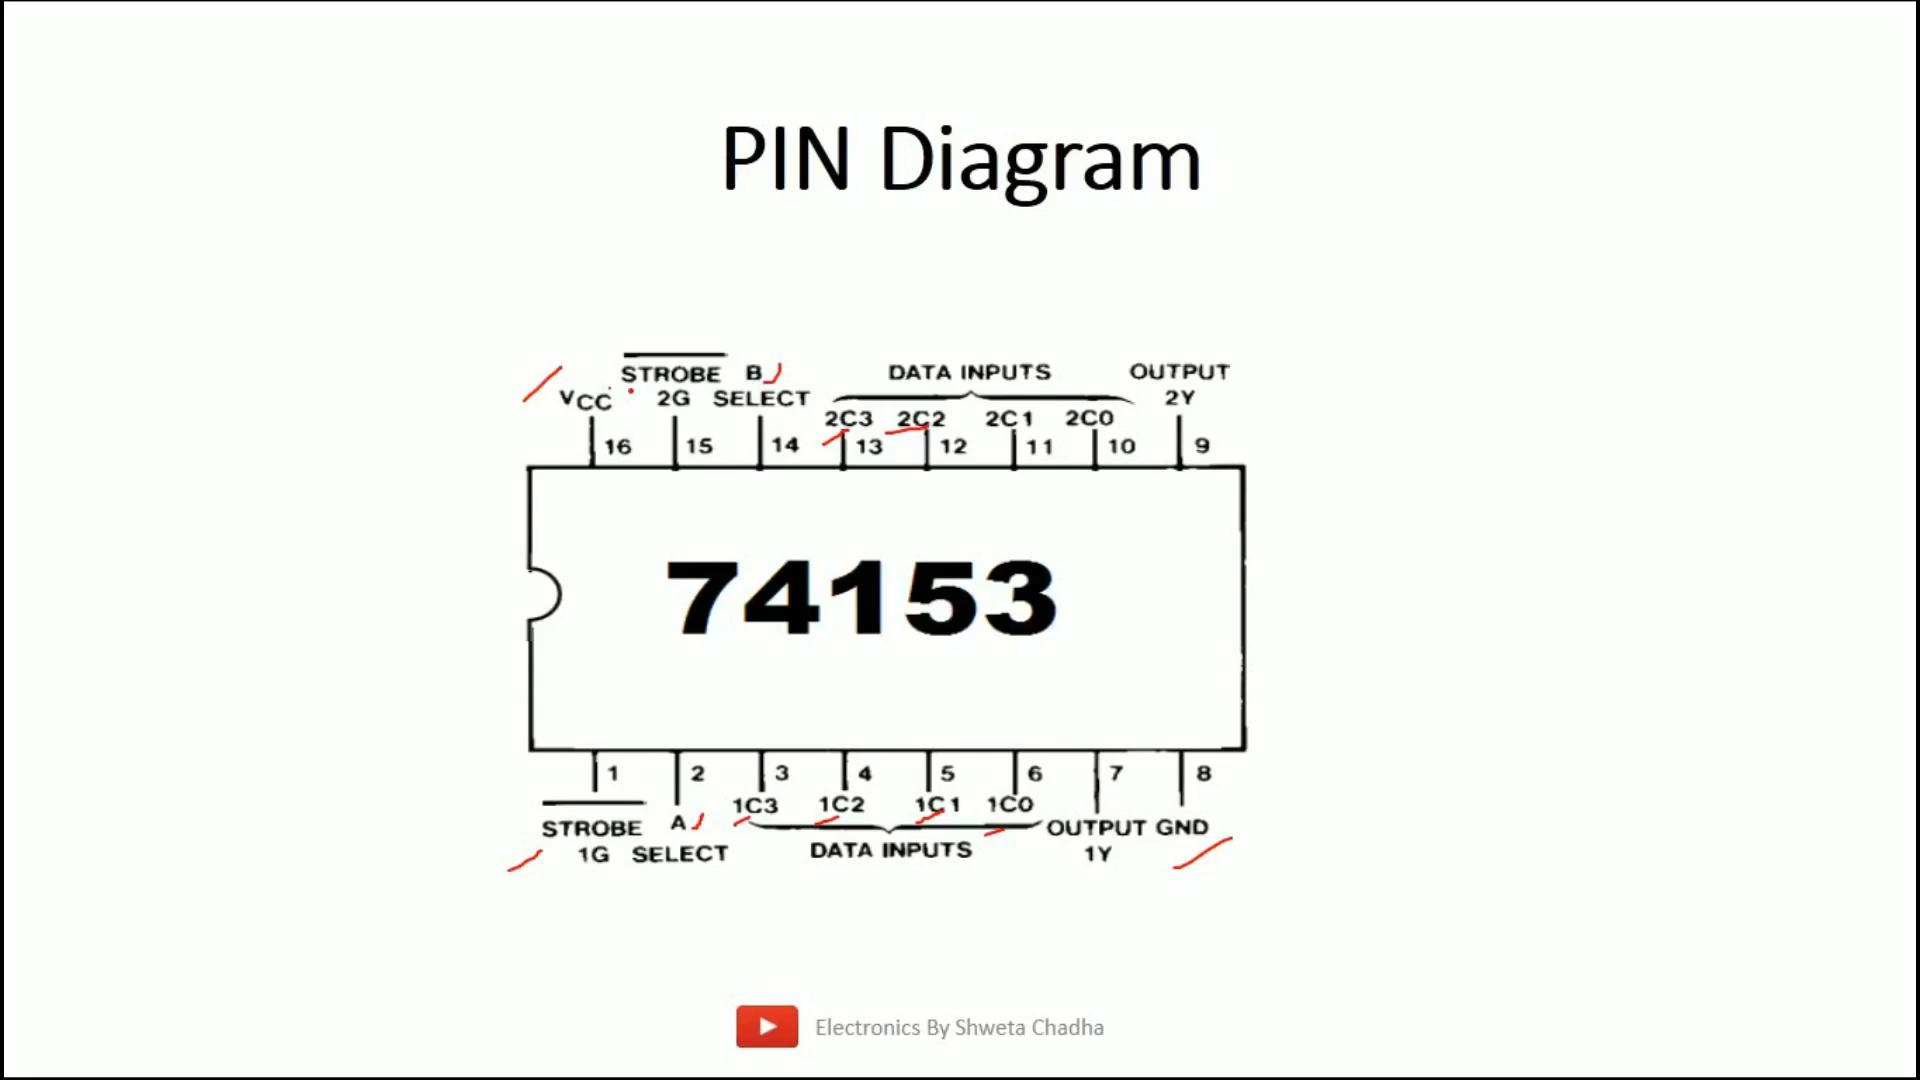 PIN Diagram
STROBE B DATA INPUTS OUTPUT
VCC 2G SELECT 2Y
2C3 2C2 2C1 2C0
16 15 14 13 12 11 10 9
74153
1 2 3 4 5 6 7 8
1C3 1C2 1C1 1C0
STROBE A OUTPUT GND
1G SELECT DATA INPUTS 1Y
Electronics By Shweta Chadha